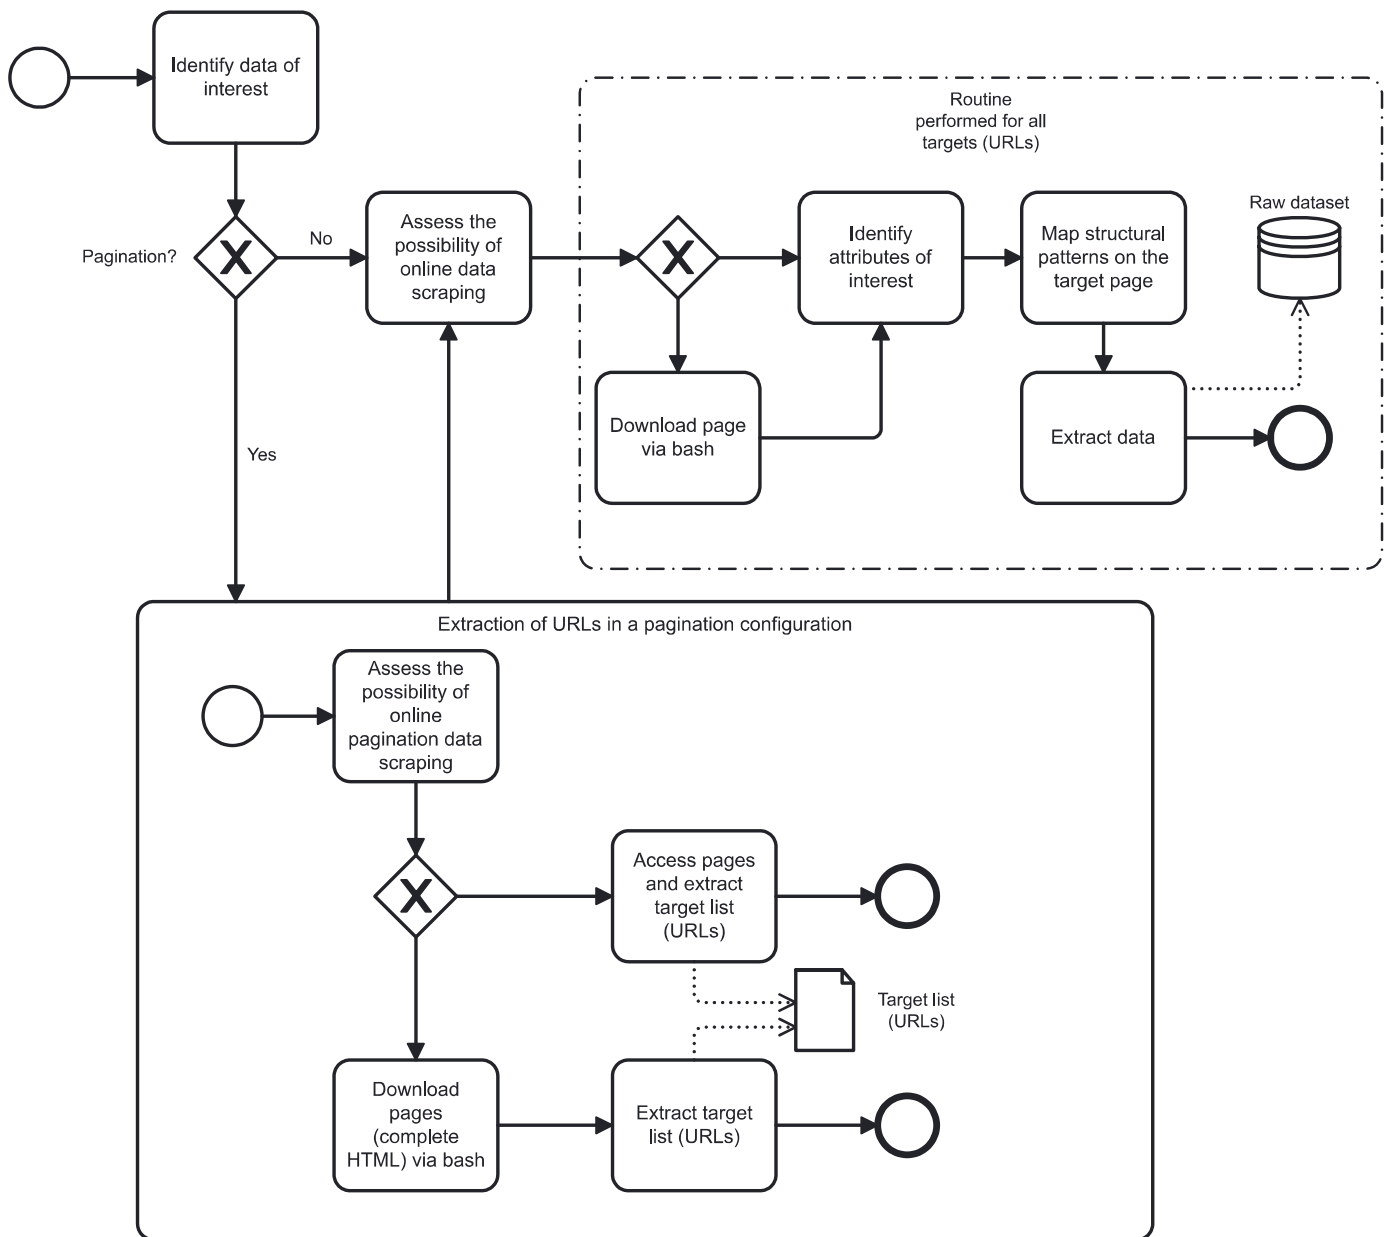 Identify data of
interest
Routine
performed for all
targets (URLs)
Pagination?
No
Assess the
possibility of
online data
scraping
Identify
attributes of
interest
Map structural
patterns on the
target page
Raw dataset
Yes
Download page
via bash
Extract data
Extraction of URLs in a pagination configuration
Assess the
possibility of
online
pagination data
scraping
Access pages
and extract
target list
(URLs)
Target list
(URLs)
Download
pages
(complete
HTML) via bash
Extract target
list (URLs)